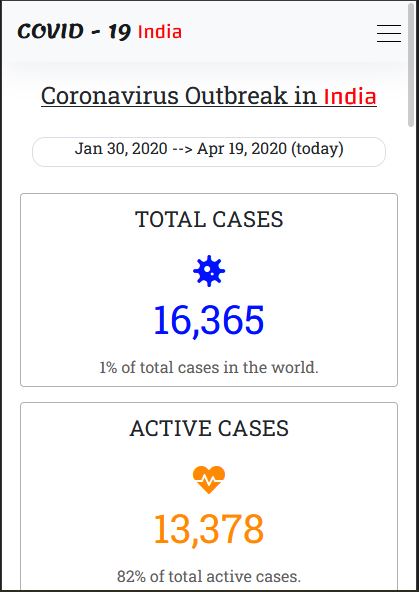 COVID - 19 India
Coronavirus Outbreak in India
Jan 30, 2020 --> Apr 19, 2020 (today)
TOTAL CASES
16,365
1% of total cases in the world.
ACTIVE CASES
13,378
82% of total active cases.